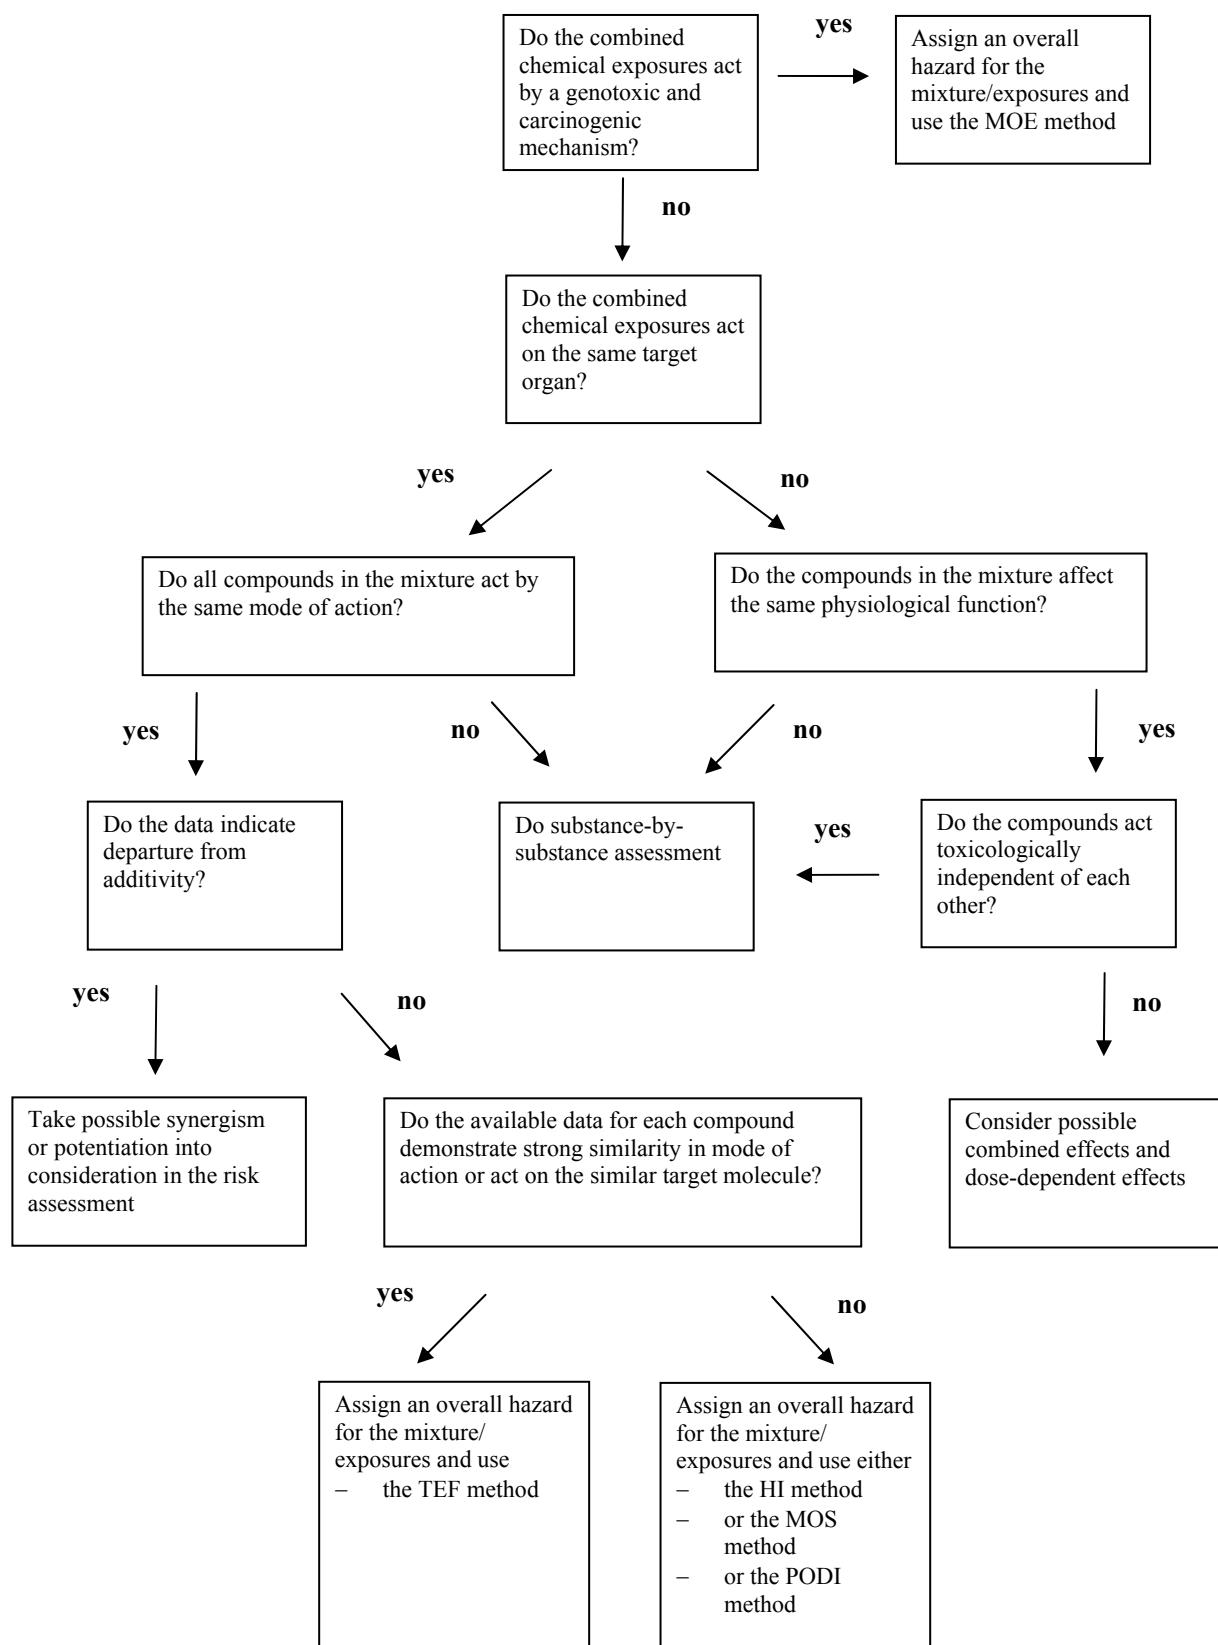 Do the combined
chemical exposures act
by a genotoxic and
carcinogenic
mechanism?
yes
Assign an overall
hazard for the
mixture/exposures and
use the MOE method
no
Do the combined
chemical exposures act
on the same target
organ?
yes
no
Do all compounds in the mixture act by
the same mode of action?
Do the compounds in the mixture affect
the same physiological function?
yes
no
no
yes
Do the data indicate
departure from
additivity?
Do substance-by-
substance assessment
yes
Do the compounds act
toxicologically
independent of each
other?
yes
no
no
Take possible synergism
or potentiation into
consideration in the risk
assessment
Do the available data for each compound
demonstrate strong similarity in mode of
action or act on the similar target molecule?
Consider possible
combined effects and
dose-dependent effects
yes
no
Assign an overall hazard
for the mixture/
exposures and use
– the TEF method
Assign an overall hazard
for the mixture/
exposures and use either
– the HI method
– or the MOS
method
– or the PODI
method